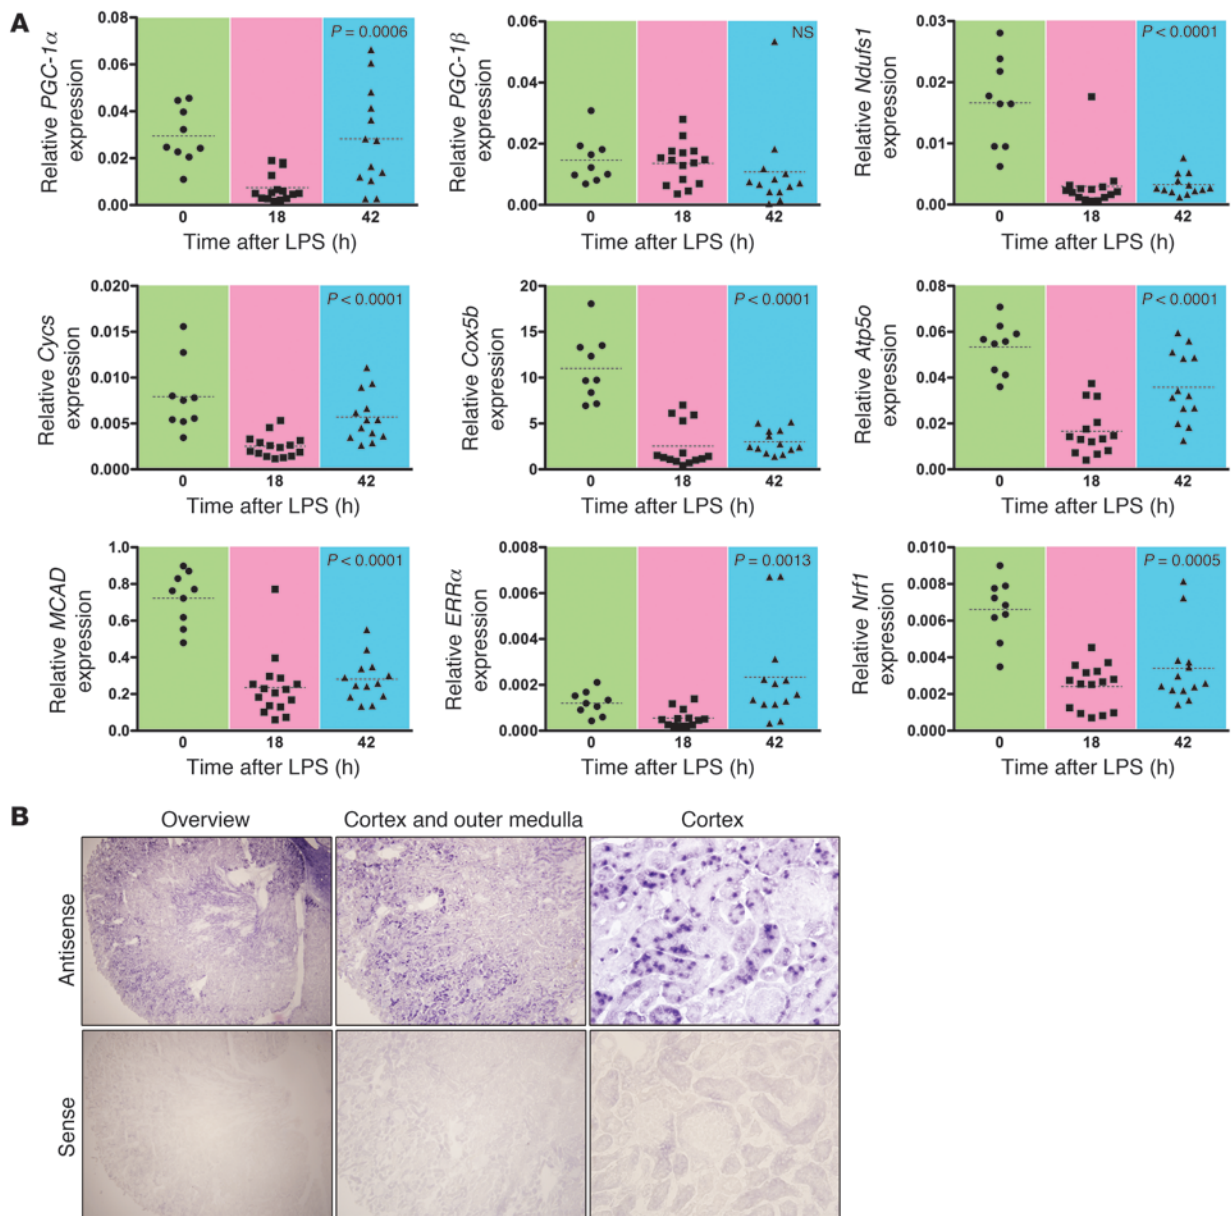 A
Relative PGC-1α
expression
0.08
0.06
0.04
0.02
0.00
P = 0.0006
0 18 42
Time after LPS (h)
Relative PGC-1β
expression
0.06
0.04
0.02
0.00
NS
0 18 42
Time after LPS (h)
Relative Ndufs1
expression
0.03
0.02
0.01
0.00
P < 0.0001
0 18 42
Time after LPS (h)
Relative Cycs
expression
0.020
0.015
0.010
0.005
0.000
P < 0.0001
0 18 42
Time after LPS (h)
Relative Cox5b
expression
20
15
10
5
0
P < 0.0001
0 18 42
Time after LPS (h)
Relative Atp5o
expression
0.08
0.06
0.04
0.02
0.00
P < 0.0001
0 18 42
Time after LPS (h)
Relative MCAD
expression
1.0
0.8
0.6
0.4
0.2
0.0
P < 0.0001
0 18 42
Time after LPS (h)
Relative ERRα
expression
0.008
0.006
0.004
0.002
0.000
P = 0.0013
0 18 42
Time after LPS (h)
Relative Nrf1
expression
0.010
0.008
0.006
0.004
0.002
0.000
P = 0.0005
0 18 42
Time after LPS (h)
B
Overview
Cortex and outer medulla
Cortex
Antisense
Sense